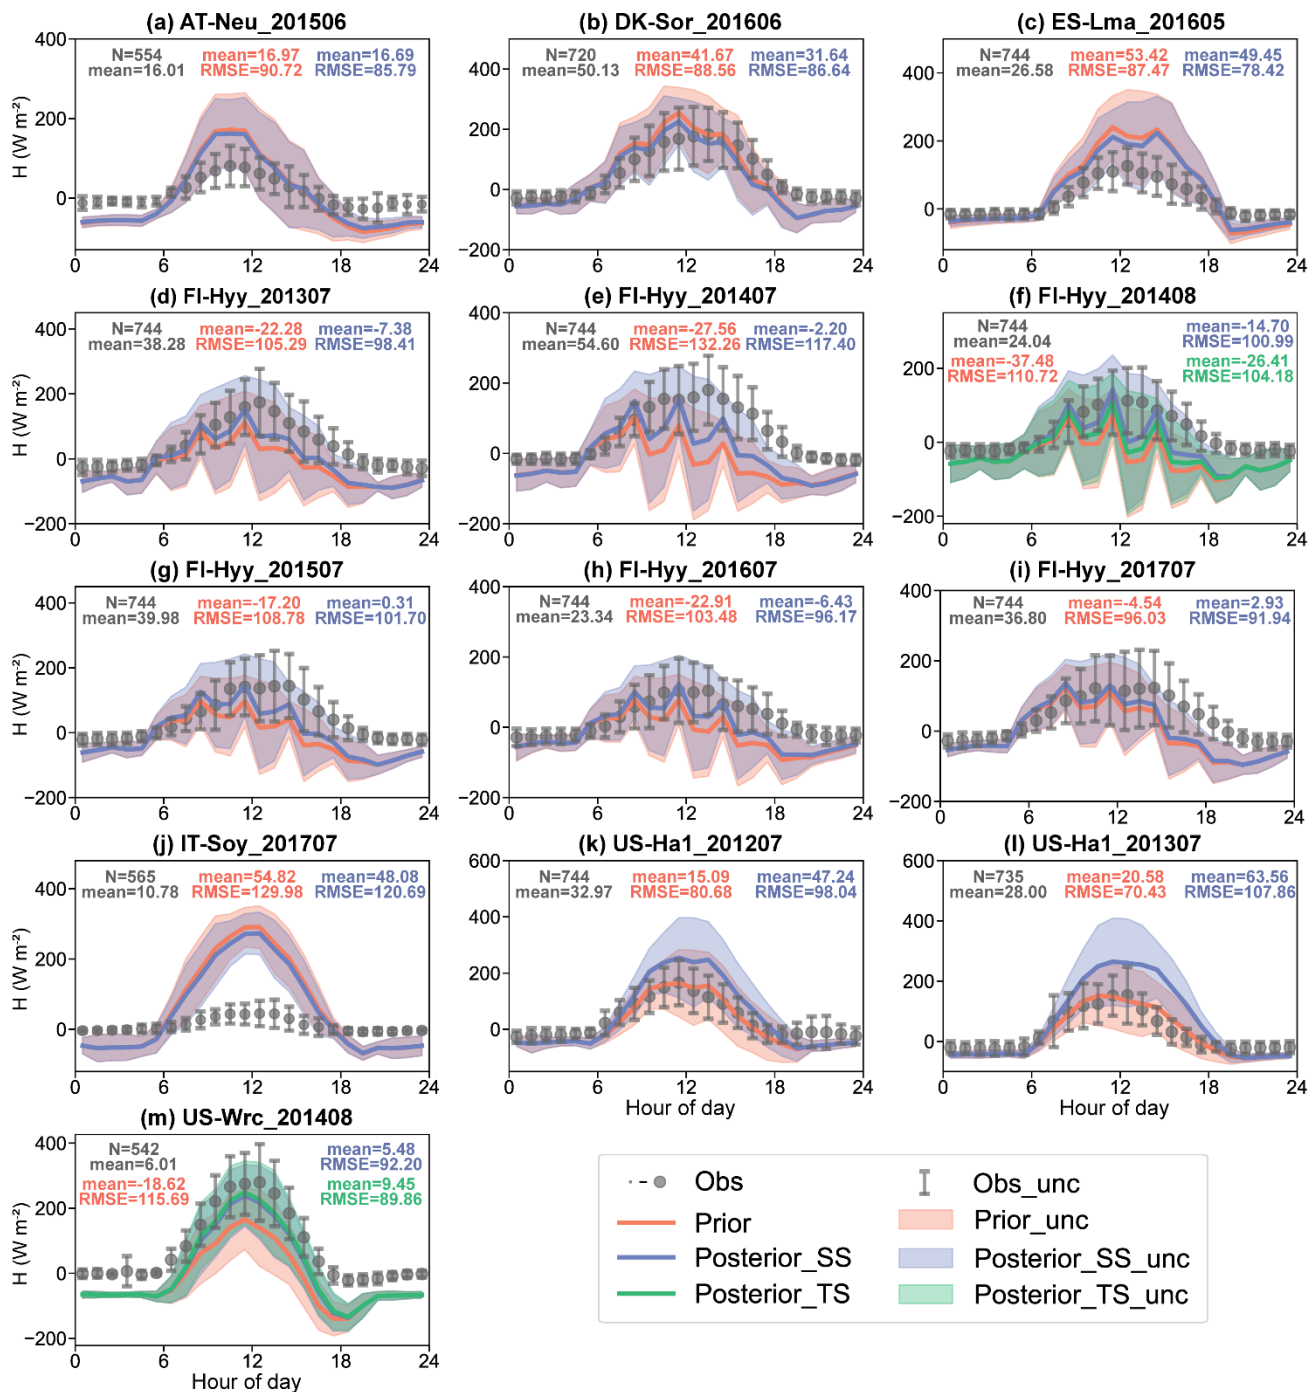 (a) AT-Neu_201506
(b) DK-Sor_201606
(c) ES-Lma_201605
N=554 mean=16.97 mean=16.69
mean=16.01 RMSE=90.72 RMSE=85.79
N=720 mean=41.67 mean=31.64
mean=50.13 RMSE=88.56 RMSE=86.64
N=744 mean=53.42 mean=49.45
mean=26.58 RMSE=87.47 RMSE=78.42
H (W m⁻²)
400
200
0
0 6 12 18 24
400
200
0
−200
0 6 12 18 24
400
200
0
0 6 12 18 24
(d) FI-Hyy_201307
(e) FI-Hyy_201407
(f) FI-Hyy_201408
N=744 mean=-22.28 mean=-7.38
mean=38.28 RMSE=105.29 RMSE=98.41
N=744 mean=-27.56 mean=-2.20
mean=54.60 RMSE=132.26 RMSE=117.40
N=744 mean=-14.70
mean=24.04 RMSE=100.99
mean=-37.48 mean=-26.41
RMSE=110.72 RMSE=104.18
H (W m⁻²)
400
200
0
−200
0 6 12 18 24
400
200
0
−200
0 6 12 18 24
200
0
−200
0 6 12 18 24
(g) FI-Hyy_201507
(h) FI-Hyy_201607
(i) FI-Hyy_201707
N=744 mean=-17.20 mean=0.31
mean=39.98 RMSE=108.78 RMSE=101.70
N=744 mean=-22.91 mean=-6.43
mean=23.34 RMSE=103.48 RMSE=96.17
N=744 mean=-4.54 mean=2.93
mean=36.80 RMSE=96.03 RMSE=91.94
H (W m⁻²)
400
200
0
−200
0 6 12 18 24
400
200
0
−200
0 6 12 18 24
400
200
0
−200
0 6 12 18 24
(j) IT-Soy_201707
(k) US-Ha1_201207
(l) US-Ha1_201307
N=565 mean=54.82 mean=48.08
mean=10.78 RMSE=129.98 RMSE=120.69
N=744 mean=15.09 mean=47.24
mean=32.97 RMSE=80.68 RMSE=98.04
N=735 mean=20.58 mean=63.56
mean=28.00 RMSE=70.43 RMSE=107.86
H (W m⁻²)
400
200
0
0 6 12 18 24
600
400
200
0
0 6 12 18 24
Hour of day
600
400
200
0
0 6 12 18 24
Hour of day
(m) US-Wrc_201408
N=542 mean=5.48
mean=6.01 RMSE=92.20
mean=-18.62 mean=9.45
RMSE=115.69 RMSE=89.86
H (W m⁻²)
400
200
0
−200
0 6 12 18 24
Hour of day
Obs Obs_unc
Prior Prior_unc
Posterior_SS Posterior_SS_unc
Posterior_TS Posterior_TS_unc